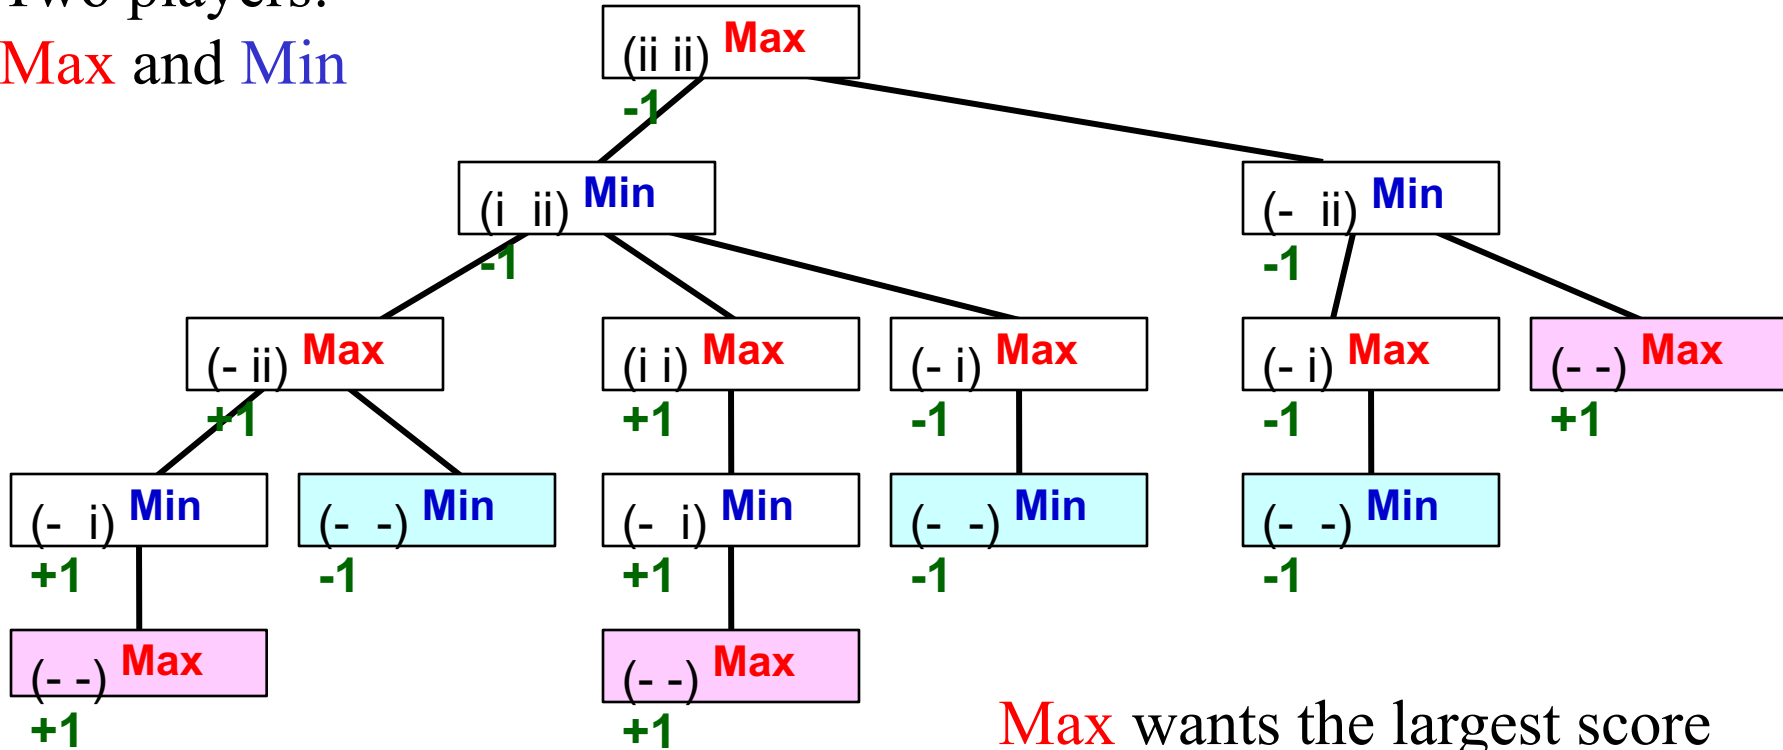 Two players:
Max and Min
(ii ii) Max
-1
(i ii) Min
-1
(- ii) Min
-1
(- ii) Max
+1
(i i) Max
+1
(- i) Max
-1
(- i) Max
-1
(- -) Max
+1
(- i) Min
+1
(- -) Min
-1
(- i) Min
+1
(- -) Min
-1
(- -) Min
-1
(- -) Max
+1
(- -) Max
+1
Max wants the largest score